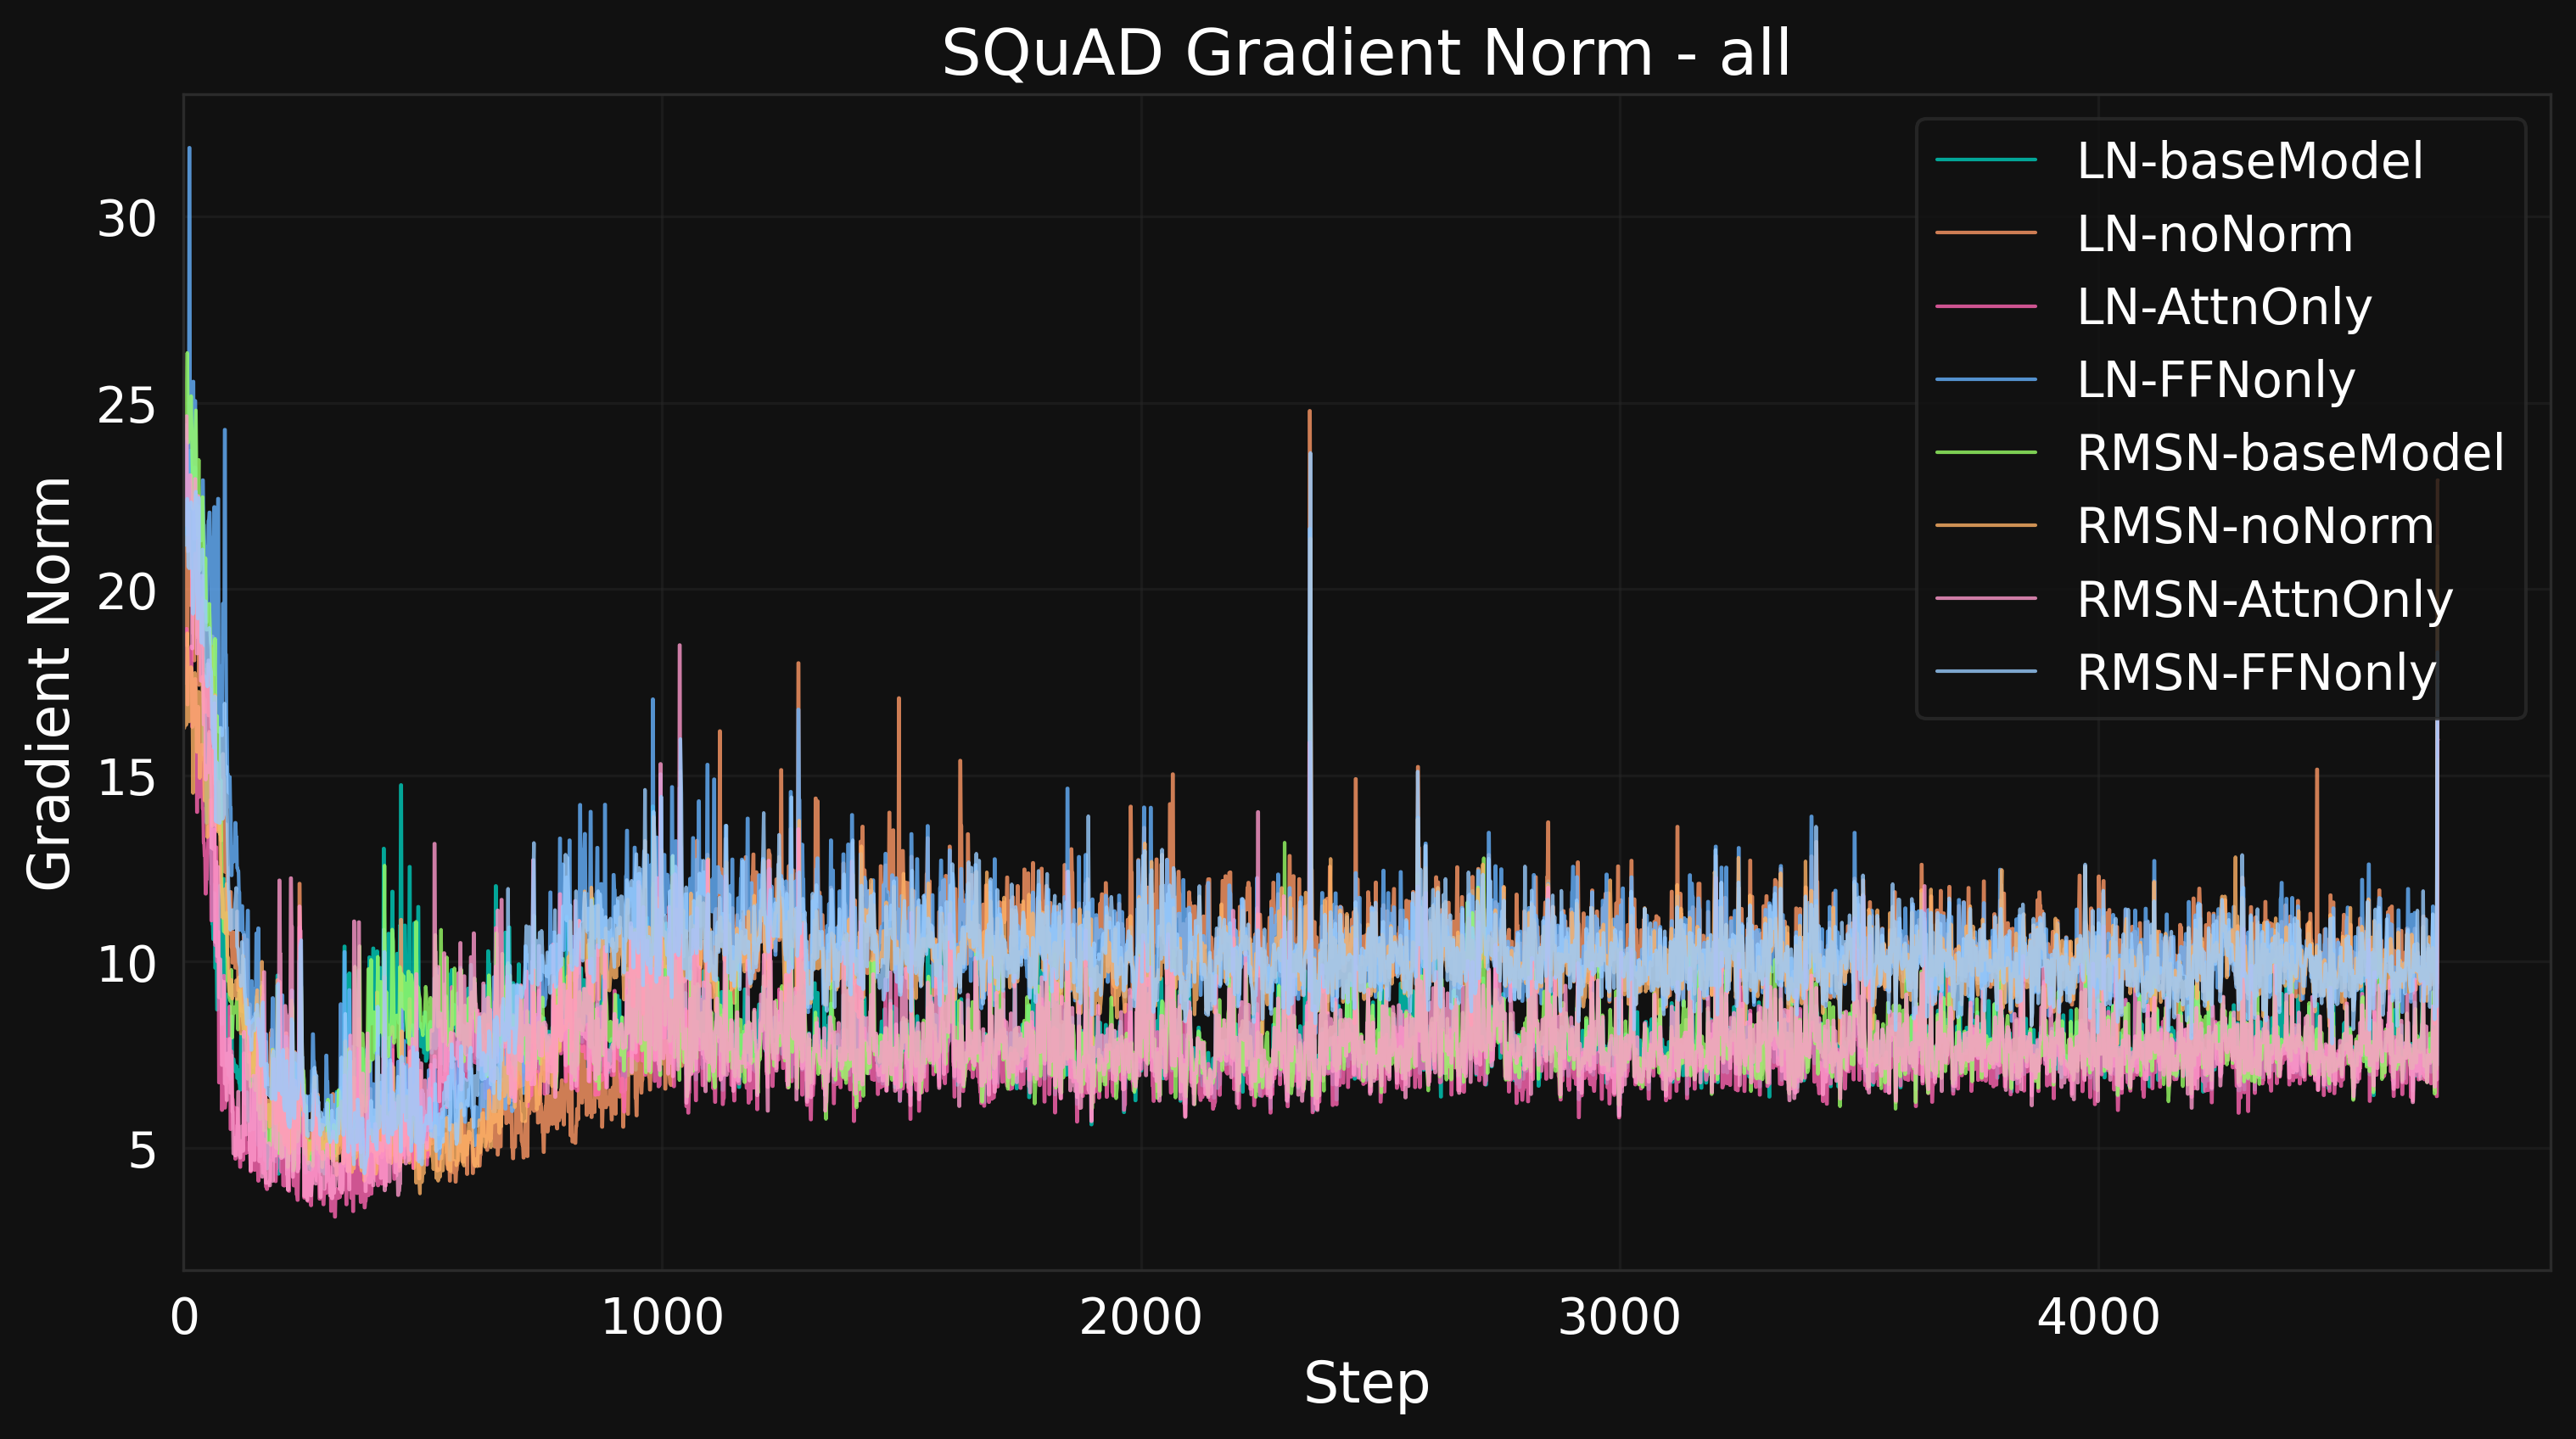 SQuAD Gradient Norm - all
LN-baseModel
LN-noNorm
LN-AttnOnly
LN-FFNonly
RMSN-baseModel
RMSN-noNorm
RMSN-AttnOnly
RMSN-FFNonly
Gradient Norm
30
25
20
15
10
5
0 1000 2000 3000 4000
Step